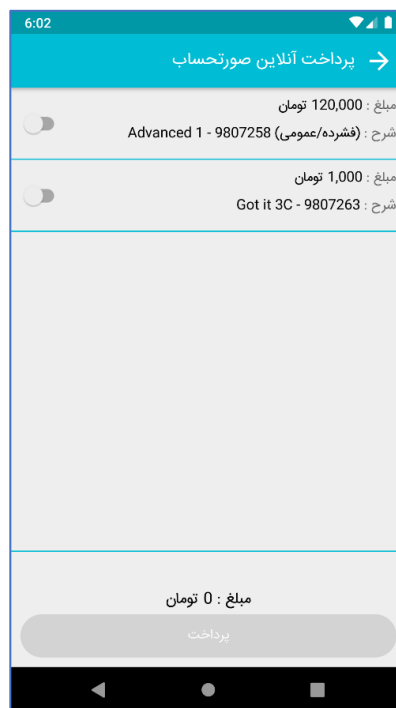 6:02
پرداخت آنلاین صورتحساب
مبلغ : 120,000 تومان
شرح : (فشرده/عمومی) Advanced 1 - 9807258
مبلغ : 1,000 تومان
شرح : Got it 3C - 9807263
مبلغ : 0 تومان
پرداخت